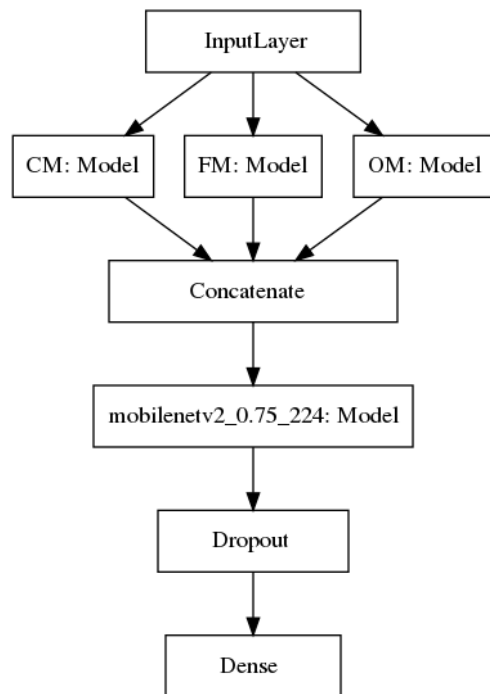 InputLayer
CM: Model
FM: Model
OM: Model
Concatenate
mobilenetv2_0.75_224: Model
Dropout
Dense